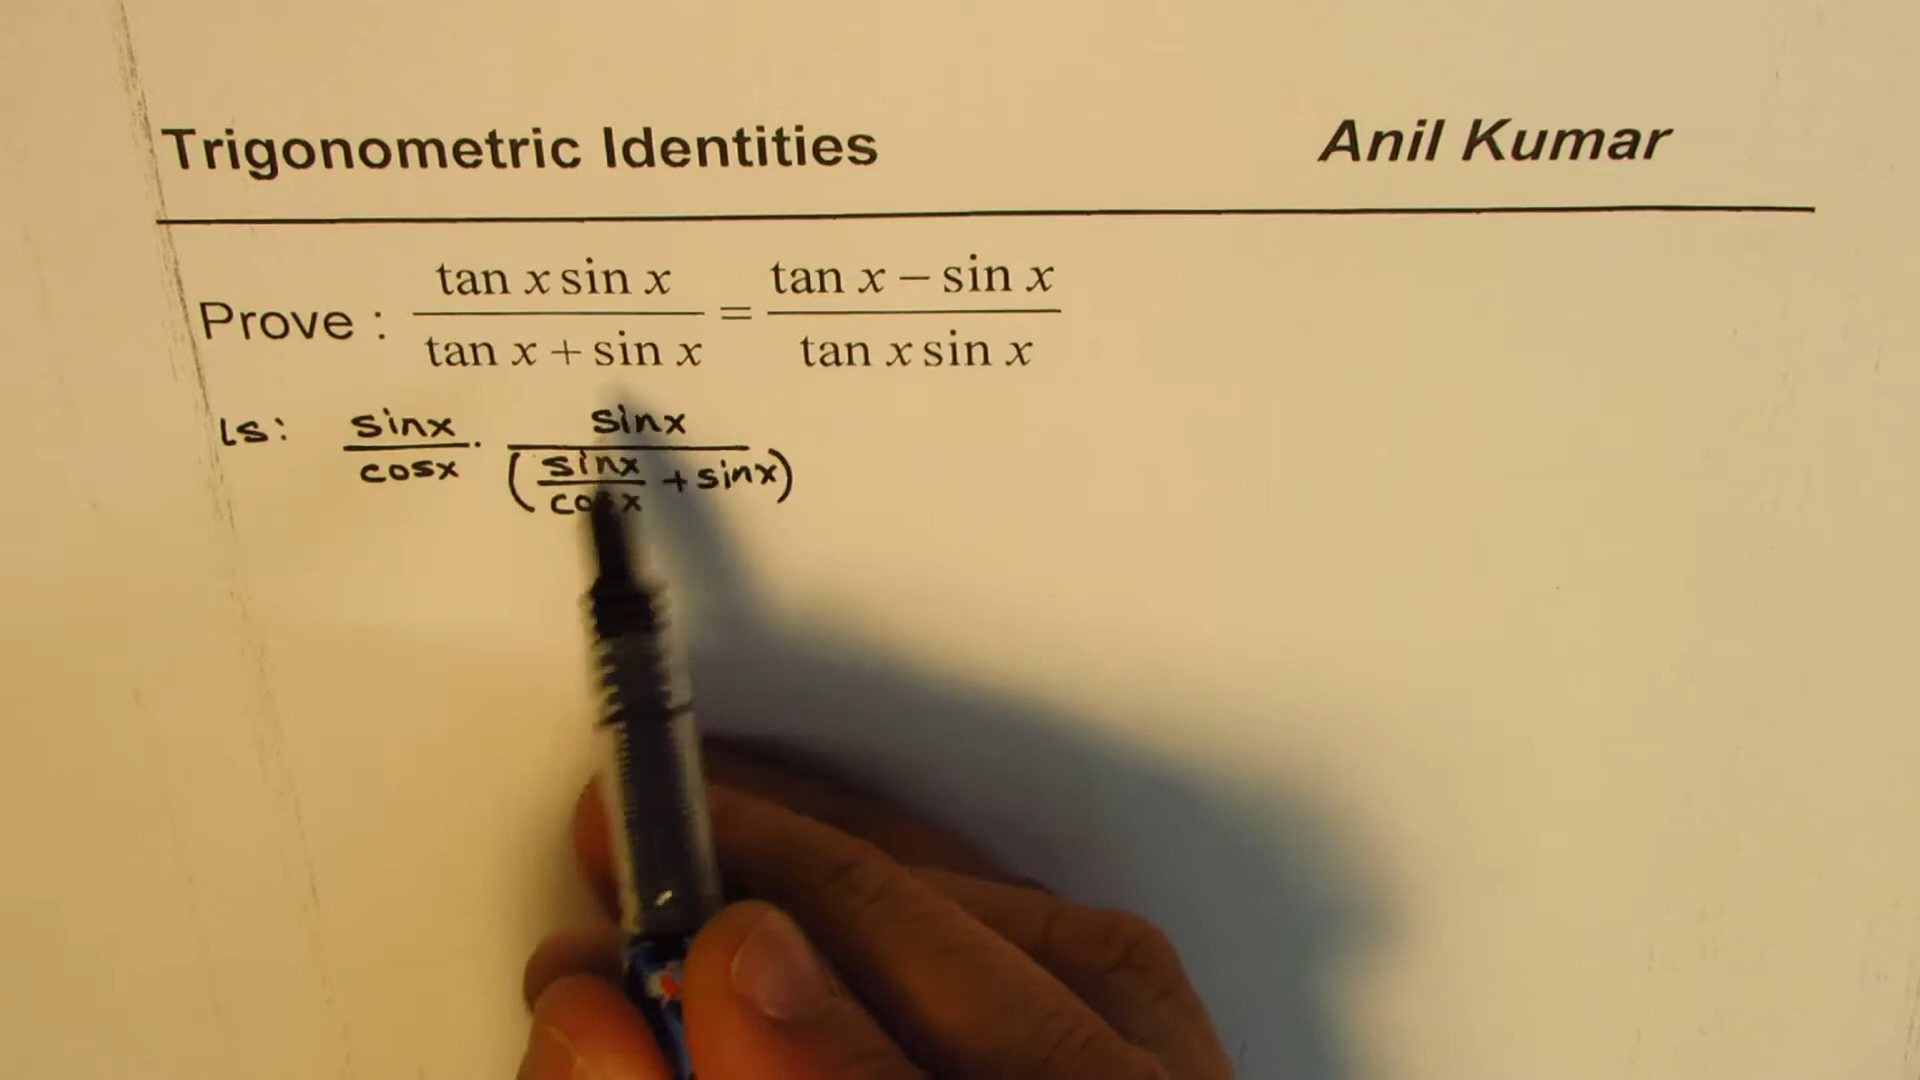 Trigonometric Identities Anil Kumar
Prove : tan x sin x / tan x + sin x = tan x − sin x / tan x sin x
LS: sinx / cosx · sinx / (sinx / cosx + sinx)